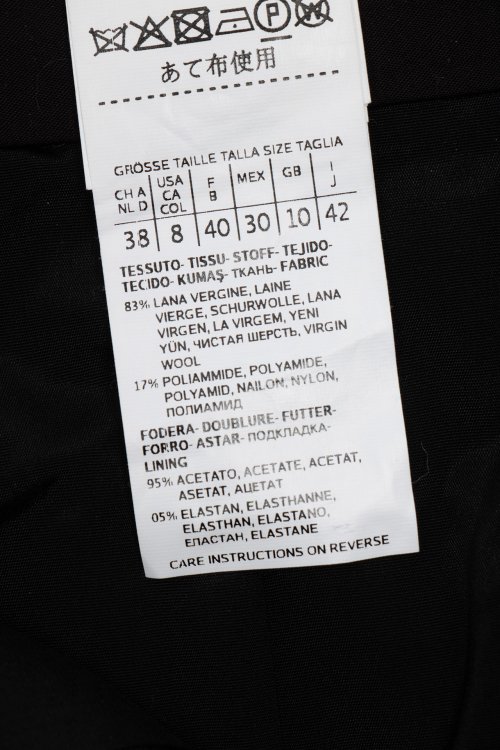 P
あて布使用
GRÖSSE TAILLE TALLA SIZE TAGLIA
CH A NL D USA CA COL F B MEX GB I J
38 8 40 30 10 42
TESSUTO- TISSU- STOFF- TEJIDO-
TECIDO- KUMAŞ- ТКАНЬ- FABRIC
83% LANA VERGINE, LAINE
VIERGE, SCHURWOLLE, LANA
VIRGEN, LA VIRGEM, YENI
YÜN, ЧИСТАЯ ШЕРСТЬ, VIRGIN
WOOL
17% POLIAMMIDE, POLYAMIDE,
POLYAMID, NAILON, NYLON,
ПОЛИАМИД
FODERA- DOUBLURE- FUTTER-
FORRO- ASTAR- ПОДКЛАДКА-
LINING
95% ACETATO, ACETATE, ACETAT,
ASETAT, АЦЕТАТ
05% ELASTAN, ELASTHANNE,
ELASTHAN, ELASTANO,
ЕЛАСТАН, ELASTANE
CARE INSTRUCTIONS ON REVERSE